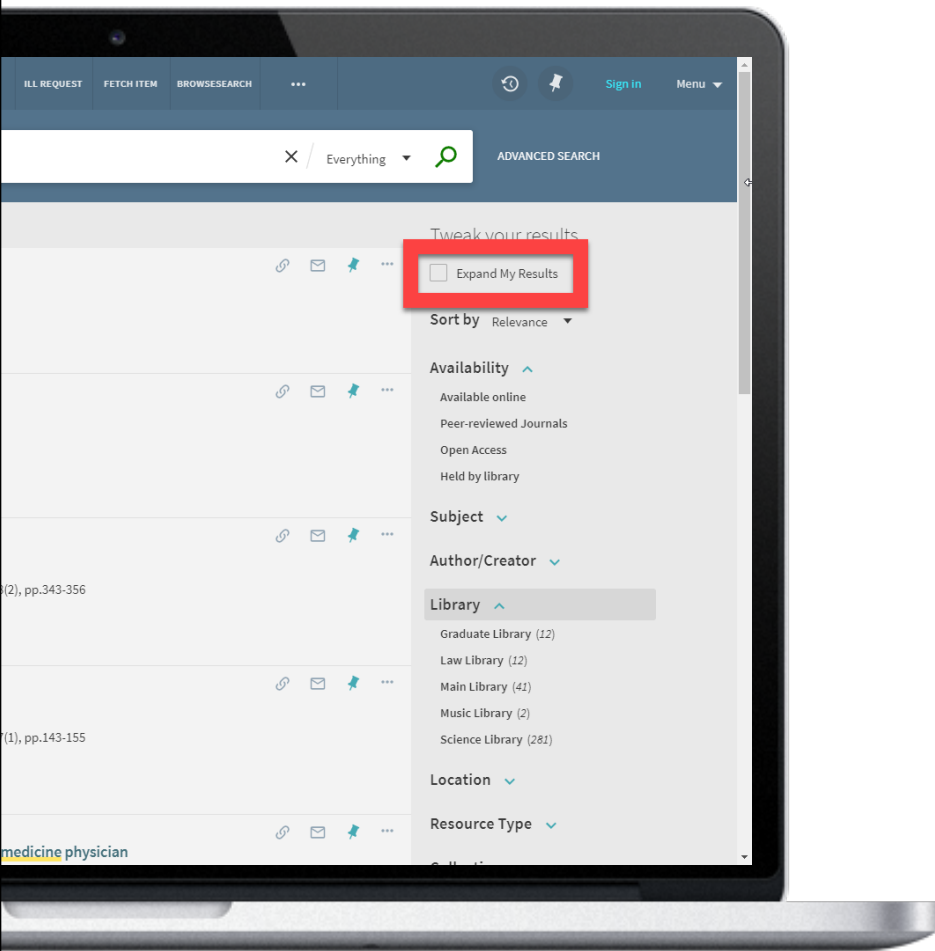 ILL REQUEST FETCH ITEM BROWSESEARCH
Sign in Menu
Everything
ADVANCED SEARCH
Tweak your results
Expand My Results
Sort by Relevance
Availability
Available online
Peer-reviewed Journals
Open Access
Held by library
Subject
Author/Creator
(2), pp.343-356
Library
Graduate Library (12)
Law Library (12)
Main Library (41)
Music Library (2)
(1), pp.143-155
Science Library (281)
Location
Resource Type
medicine physician